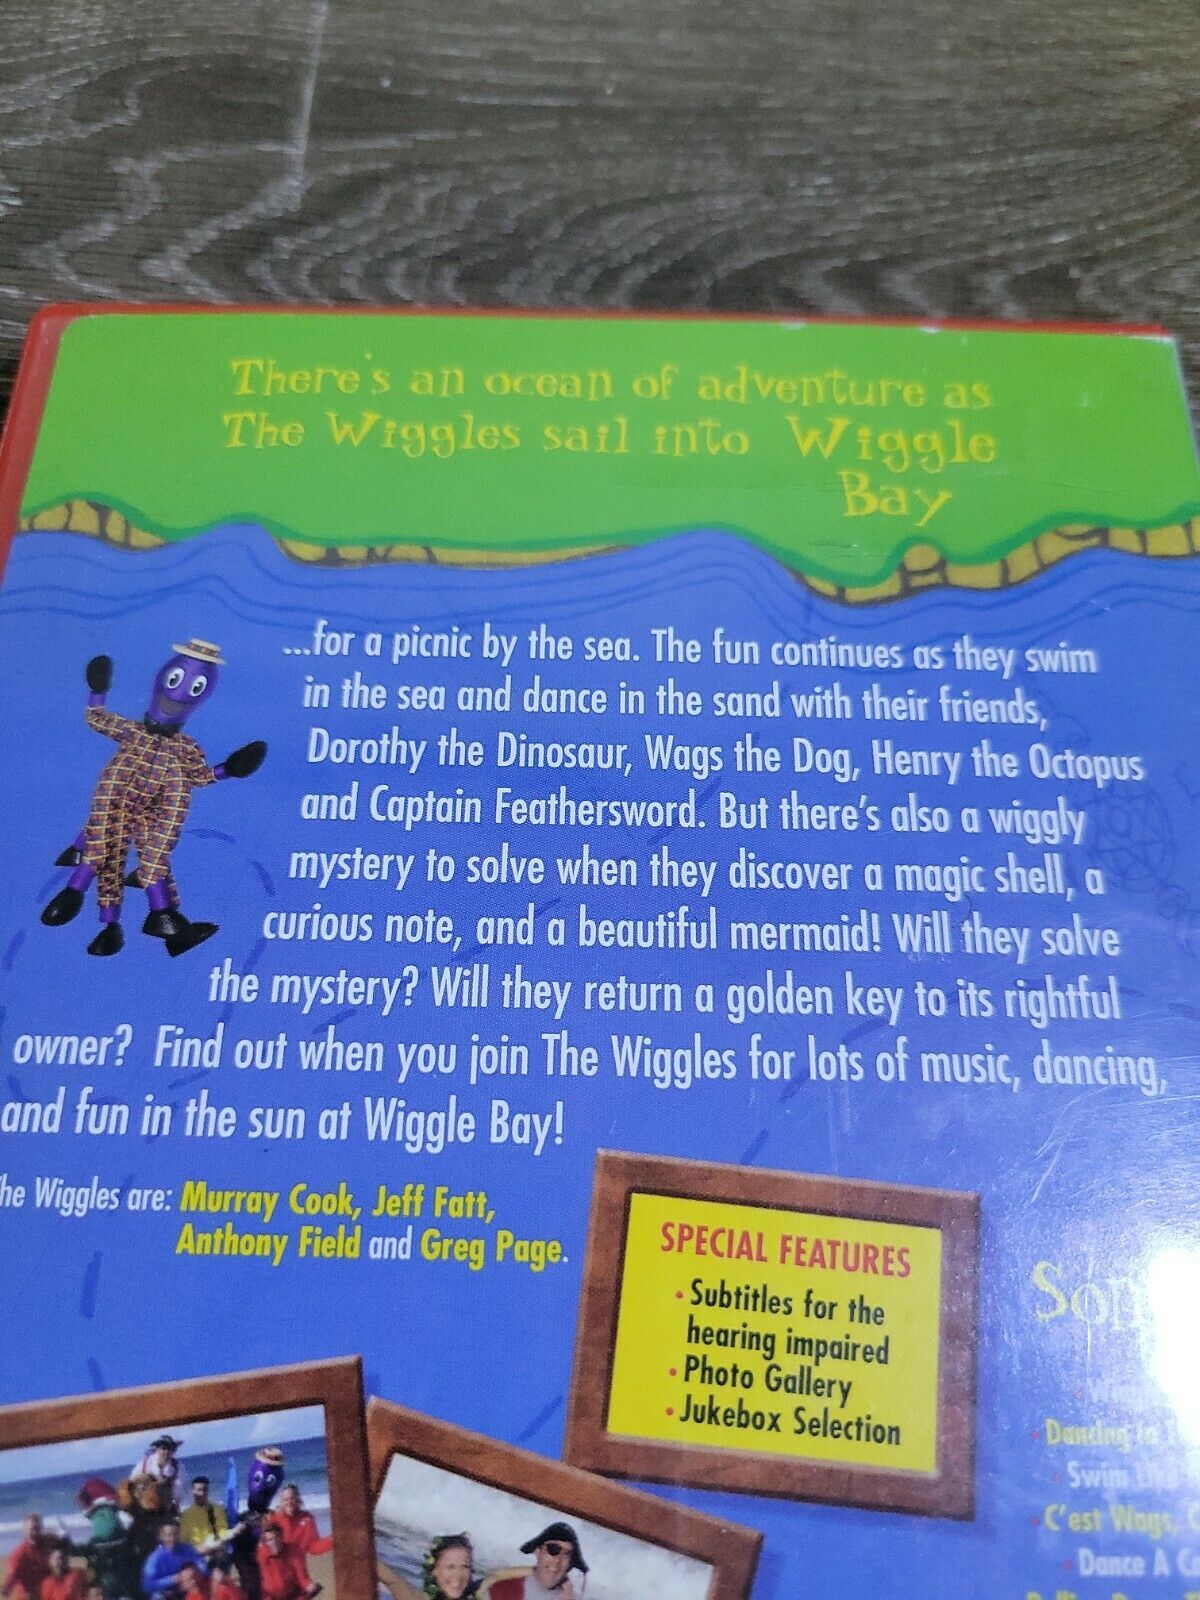 There's an ocean of adventure as
The Wiggles sail into Wiggle
Bay
...for a picnic by the sea. The fun continues as they swim
in the sea and dance in the sand with their friends,
Dorothy the Dinosaur, Wags the Dog, Henry the Octopus
and Captain Feathersword. But there's also a wiggly
mystery to solve when they discover a magic shell, a
curious note, and a beautiful mermaid! Will they solve
the mystery? Will they return a golden key to its rightful
owner? Find out when you join The Wiggles for lots of music, dancing,
and fun in the sun at Wiggle Bay!
The Wiggles are: Murray Cook, Jeff Fatt,
Anthony Field and Greg Page.
SPECIAL FEATURES
• Subtitles for the
hearing impaired
• Photo Gallery
• Jukebox Selection
• Dancing in
• Swim Like
• C'est Wags,
• Dance A